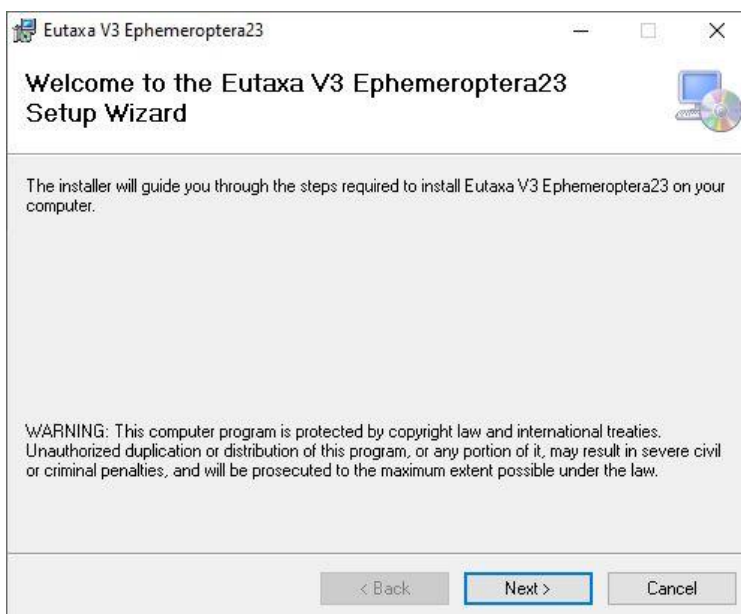 Eutaxa V3 Ephemeroptera23
Welcome to the Eutaxa V3 Ephemeroptera23
Setup Wizard
The installer will guide you through the steps required to install Eutaxa V3 Ephemeroptera23 on your
computer.
WARNING: This computer program is protected by copyright law and international treaties.
Unauthorized duplication or distribution of this program, or any portion of it, may result in severe civil
or criminal penalties, and will be prosecuted to the maximum extent possible under the law.
< Back Next > Cancel